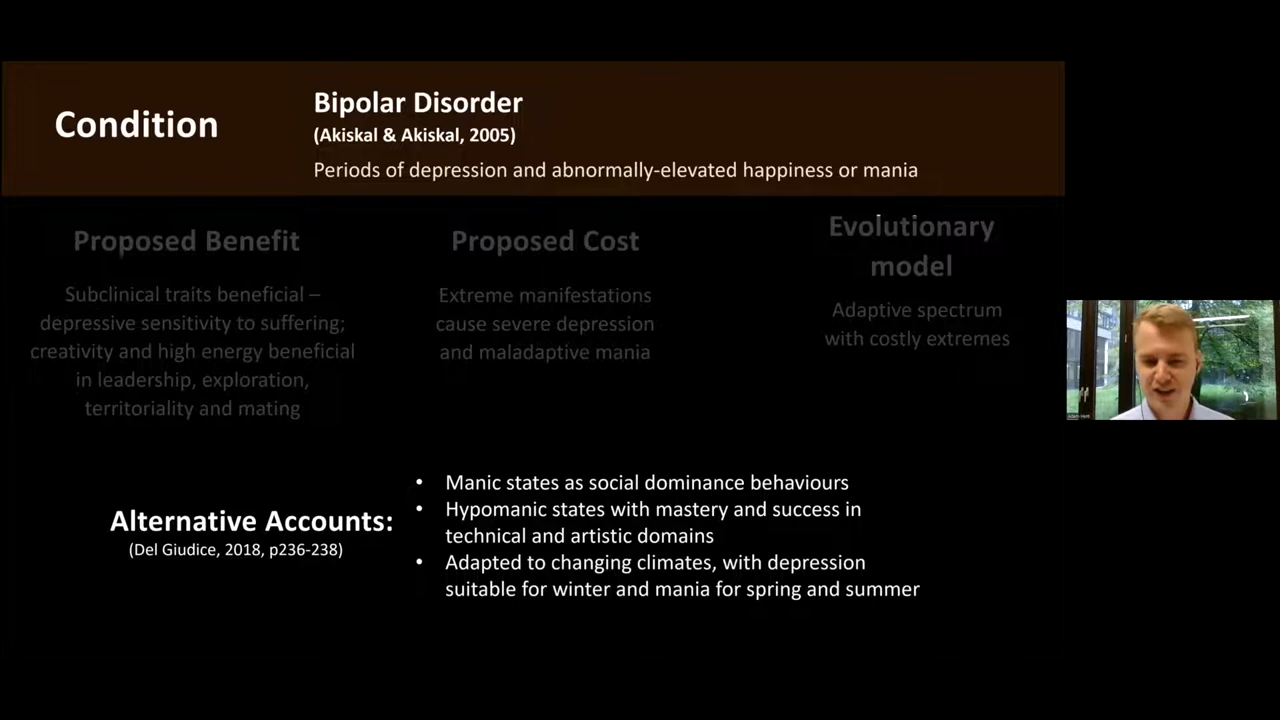 Condition
Bipolar Disorder
(Akiskal & Akiskal, 2005)
Periods of depression and abnormally-elevated happiness or mania
Proposed Benefit
Subclinical traits beneficial –
depressive sensitivity to suffering;
creativity and high energy beneficial
in leadership, exploration,
territoriality and mating
Proposed Cost
Extreme manifestations
cause severe depression
and maladaptive mania
Evolutionary
model
Adaptive spectrum
with costly extremes
Alternative Accounts:
(Del Giudice, 2018, p236-238)
• Manic states as social dominance behaviours
• Hypomanic states with mastery and success in
technical and artistic domains
• Adapted to changing climates, with depression
suitable for winter and mania for spring and summer